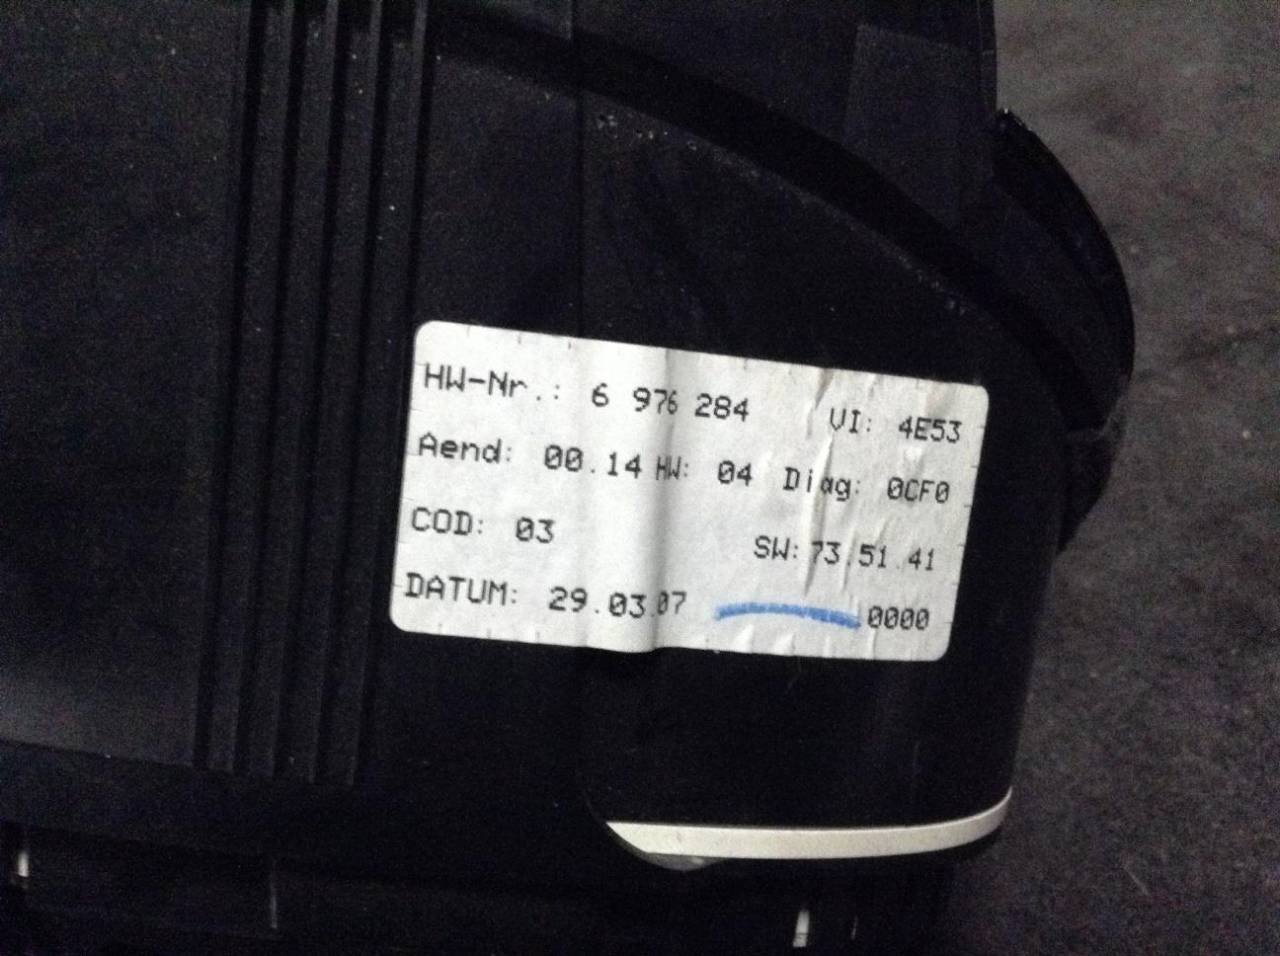 HW-Nr.: 6 976 284 VI: 4E53
Aend: 00.14 HW: 04 Diag: 0CF0
COD: 03 SW: 73.51.41
DATUM: 29.03.07 0000